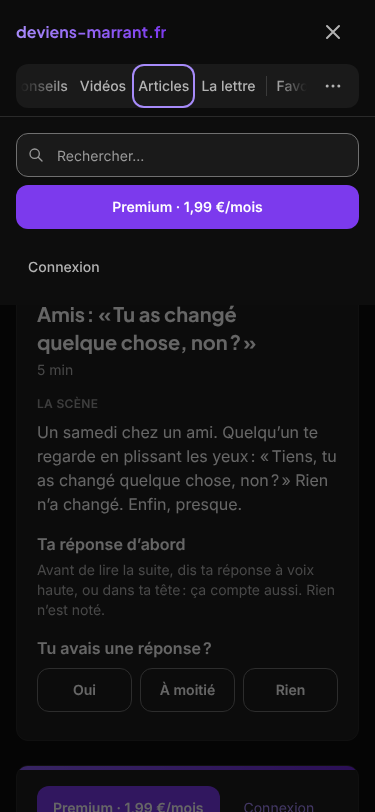 deviens-marrant.fr
onseils Vidéos Articles La lettre Favo
Rechercher...
Premium · 1,99 €/mois
Connexion
Amis : « Tu as changé
quelque chose, non ? »
5 min
LA SCÈNE
Un samedi chez un ami. Quelqu’un te
regarde en plissant les yeux : « Tiens, tu
as changé quelque chose, non ? » Rien
n’a changé. Enfin, presque.
Ta réponse d’abord
Avant de lire la suite, dis ta réponse à voix
haute, ou dans ta tête : ça compte aussi. Rien
n’est noté.
Tu avais une réponse ?
Oui À moitié Rien
Premium · 1,99 €/mois Connexion